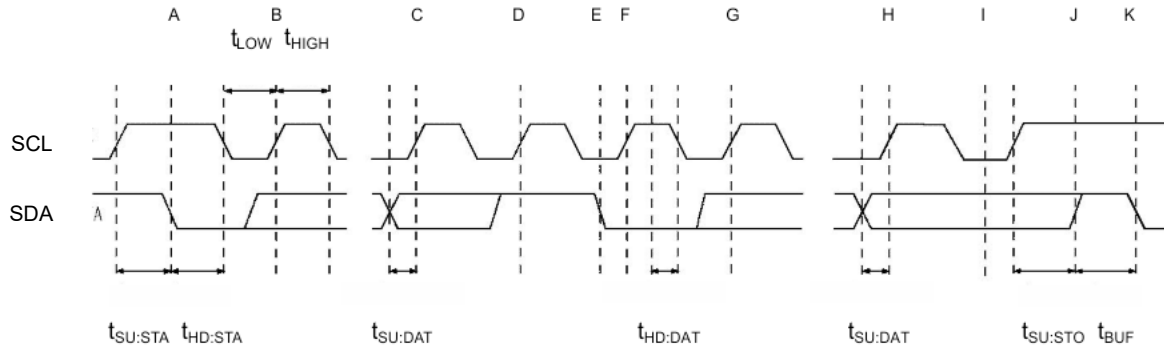 A B C D E F G H I J K
tLOW tHIGH
SCL
SDA A
tSU:STA tHD:STA tSU:DAT tHD:DAT tSU:DAT tSU:STO tBUF